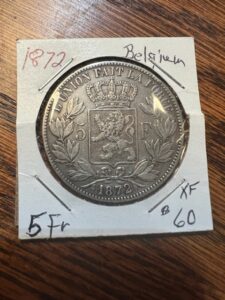 1872
Belgium
L'UNION FAIT LA FORCE
5 F
1872
5 Fr
XF
$60